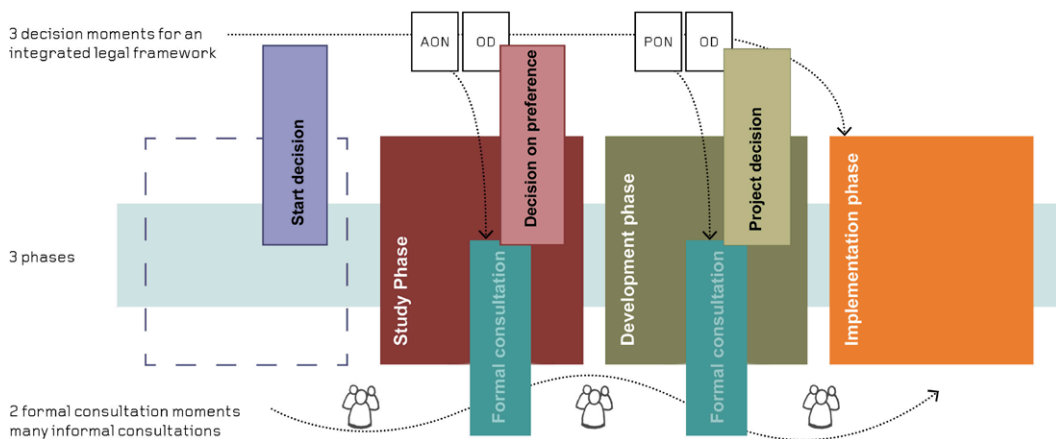 3 decision moments for an
integrated legal framework
AON
OD
PON
OD
Start decision
Decision on preference
Project decision
3 phases
Study Phase
Development phase
Implementation phase
Formal consultation
Formal consultation
2 formal consultation moments
many informal consultations